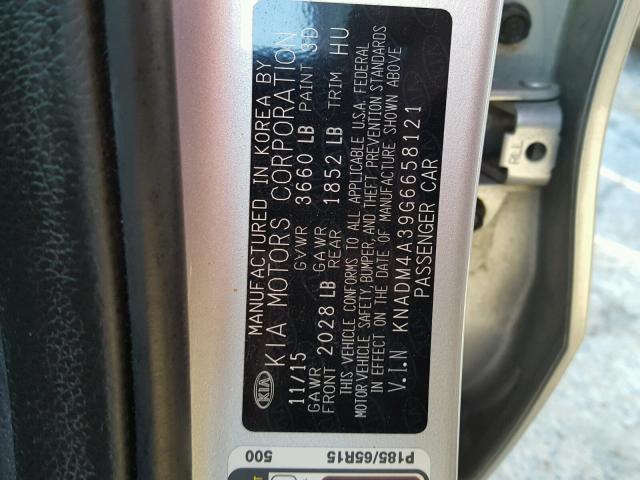 KIA MANUFACTURED IN KOREA BY
KIA MOTORS CORPORATION
11/15 GVWR 3660 LB PAINT 3D
GAWR FRONT 2028 LB GAWR REAR 1852 LB TRIM HU
THIS VEHICLE CONFORMS TO ALL APPLICABLE U.S.A. FEDERAL
MOTOR VEHICLE SAFETY, BUMPER, AND THEFT PREVENTION STANDARDS
IN EFFECT ON THE DATE OF MANUFACTURE SHOWN ABOVE
V.I.N KNADM4A39G6658121
PASSENGER CAR
P185/65R15
500
RLL